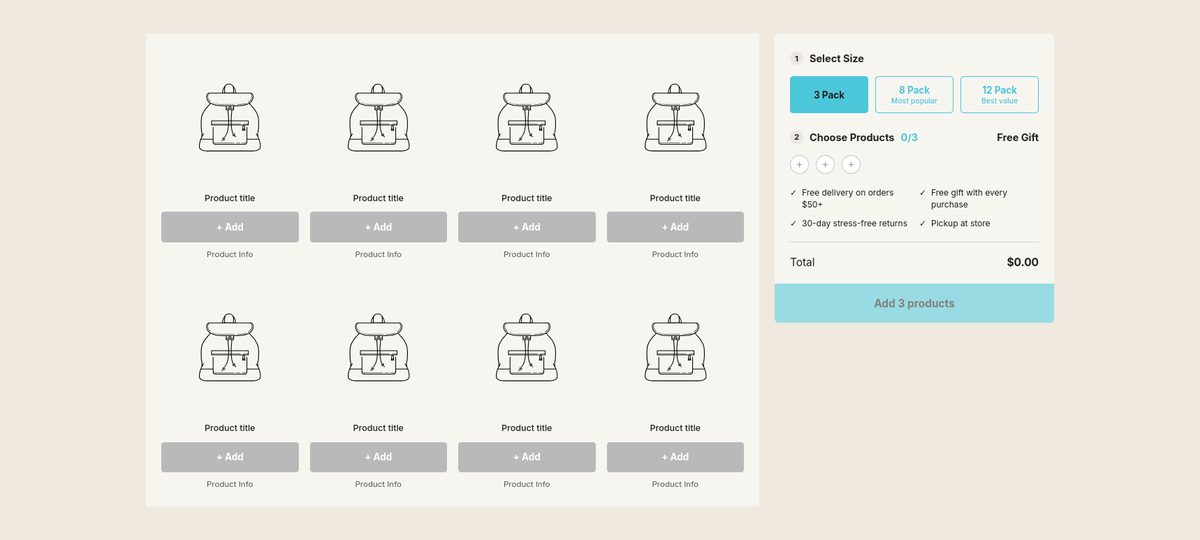 Product title
Product title
Product title
Product title
+ Add
+ Add
+ Add
+ Add
Product Info
Product Info
Product Info
Product Info
Product title
Product title
Product title
Product title
+ Add
+ Add
+ Add
+ Add
Product Info
Product Info
Product Info
Product Info
1 Select Size
3 Pack
8 Pack
Most popular
12 Pack
Best value
2 Choose Products 0/3 Free Gift
+ + +
✓ Free delivery on orders
$50+
✓ Free gift with every
purchase
✓ 30-day stress-free returns
✓ Pickup at store
Total $0.00
Add 3 products